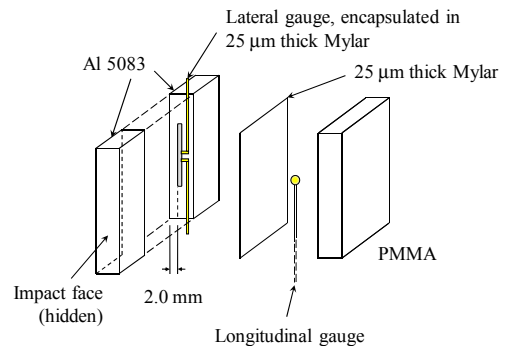 Lateral gauge, encapsulated in
25 µm thick Mylar
Al 5083
25 µm thick Mylar
PMMA
Impact face
(hidden)
2.0 mm
Longitudinal gauge